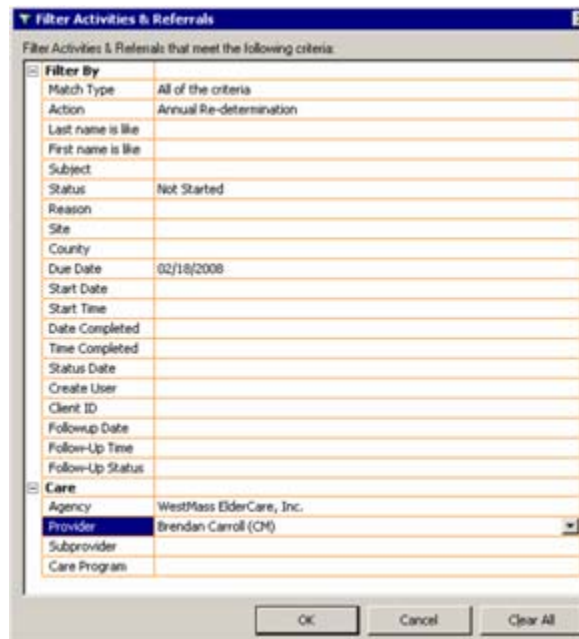 Filter Activities & Referrals
Filter Activities & Referrals that meet the following criteria:
Filter By
Match Type All of the criteria
Action Annual Re-determination
Last name is like
First name is like
Subject
Status Not Started
Reason
Site
County
Due Date 02/18/2008
Start Date
Start Time
Date Completed
Time Completed
Status Date
Create User
Client ID
Followup Date
Follow-Up Time
Follow-Up Status
Care
Agency WestMass ElderCare, Inc.
Provider Brendan Carroll (CM)
Subprovider
Care Program
OK Cancel Clear All